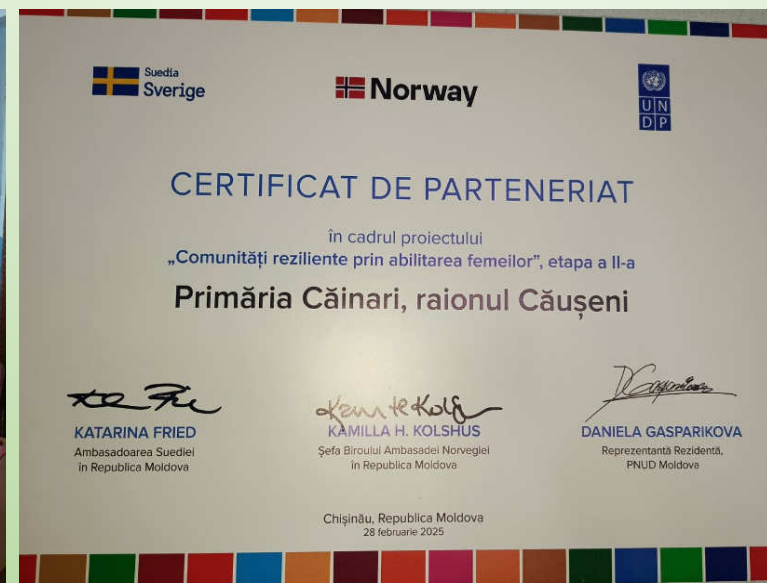 Suedia
Sverige
Norway
U N
D P
CERTIFICAT DE PARTENERIAT
în cadrul proiectului
„Comunități reziliente prin abilitarea femeilor”, etapa a II-a
Primăria Căinari, raionul Căușeni
KATARINA FRIED
Ambasadoarea Suediei
în Republica Moldova
KAMILLA H. KOLSHUS
Șefa Biroului Ambasadei Norvegiei
în Republica Moldova
DANIELA GASPARIKOVA
Reprezentantă Rezidentă,
PNUD Moldova
Chișinău, Republica Moldova
28 februarie 2025